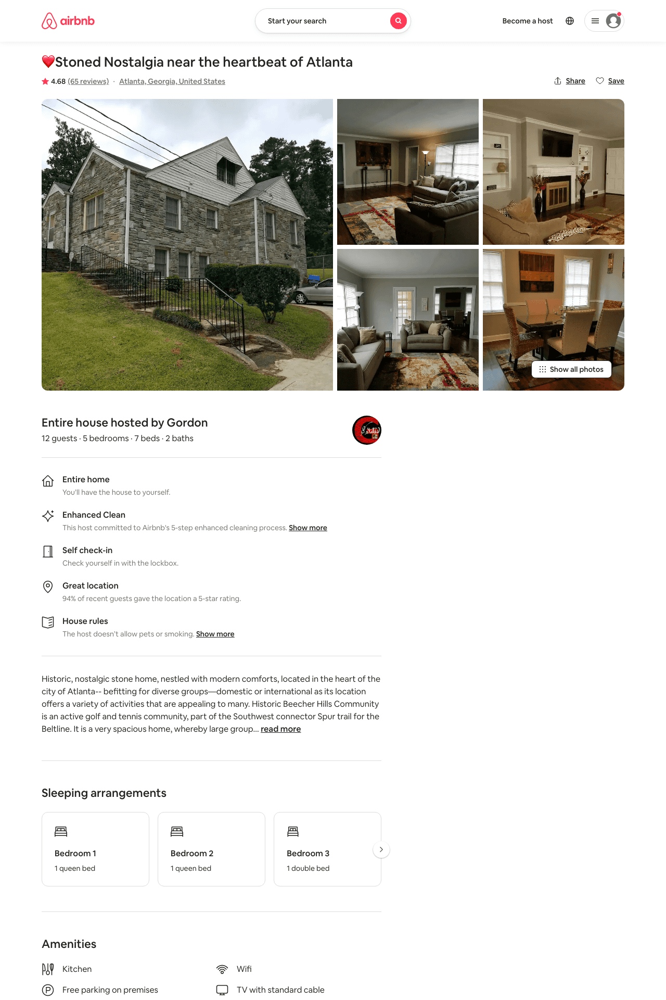 airbnb
Start your search
Become a host
❤️Stoned Nostalgia near the heartbeat of Atlanta
4.68 (65 reviews) · Atlanta, Georgia, United States
Share
Save
Show all photos
Entire house hosted by Gordon
12 guests · 5 bedrooms · 7 beds · 2 baths
Entire home
You’ll have the house to yourself.
Enhanced Clean
This host committed to Airbnb's 5-step enhanced cleaning process. Show more
Self check-in
Check yourself in with the lockbox.
Great location
94% of recent guests gave the location a 5-star rating.
House rules
The host doesn’t allow pets or smoking. Show more
Historic, nostalgic stone home, nestled with modern comforts, located in the heart of the
city of Atlanta-- befitting for diverse groups—domestic or international as its location
offers a variety of activities that are appealing to many. Historic Beecher Hills Community
is an active golf and tennis community, part of the Southwest connector Spur trail for the
Beltline. It is a very spacious home, whereby large group... read more
Sleeping arrangements
Bedroom 1
1 queen bed
Bedroom 2
1 queen bed
Bedroom 3
1 double bed
Amenities
Kitchen
Wifi
Free parking on premises
TV with standard cable